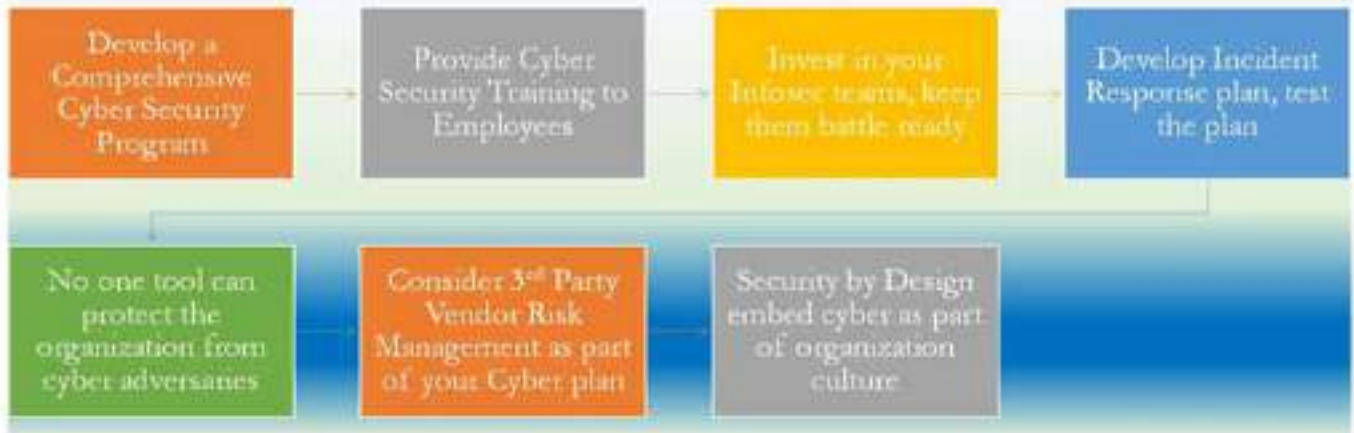 Develop a
Comprehensive
Cyber Security
Program
Provide Cyber
Security Training to
Employees
Invest in your
Infosec teams, keep
them battle ready
Develop Incident
Response plan, test
the plan
No one tool can
protect the
organization from
cyber adversaries
Consider 3rd Party
Vendor Risk
Management as part
of your Cyber plan
Security by Design
embed cyber as part
of organization
culture